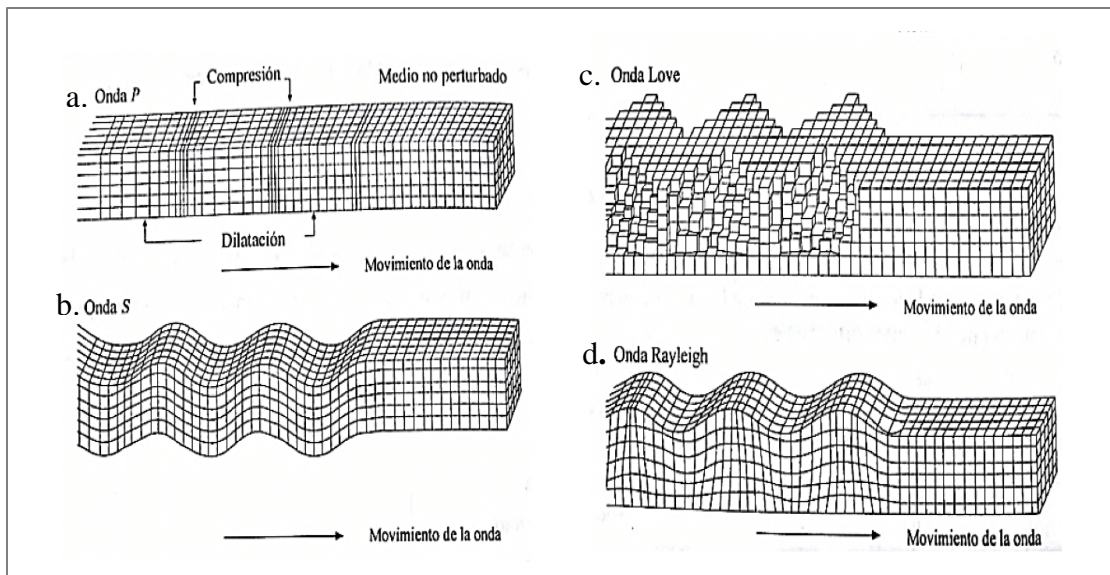 a. Onda P
Compresión
Medio no perturbado
Dilatación
Movimiento de la onda
b. Onda S
Movimiento de la onda
c. Onda Love
Movimiento de la onda
d. Onda Rayleigh
Movimiento de la onda